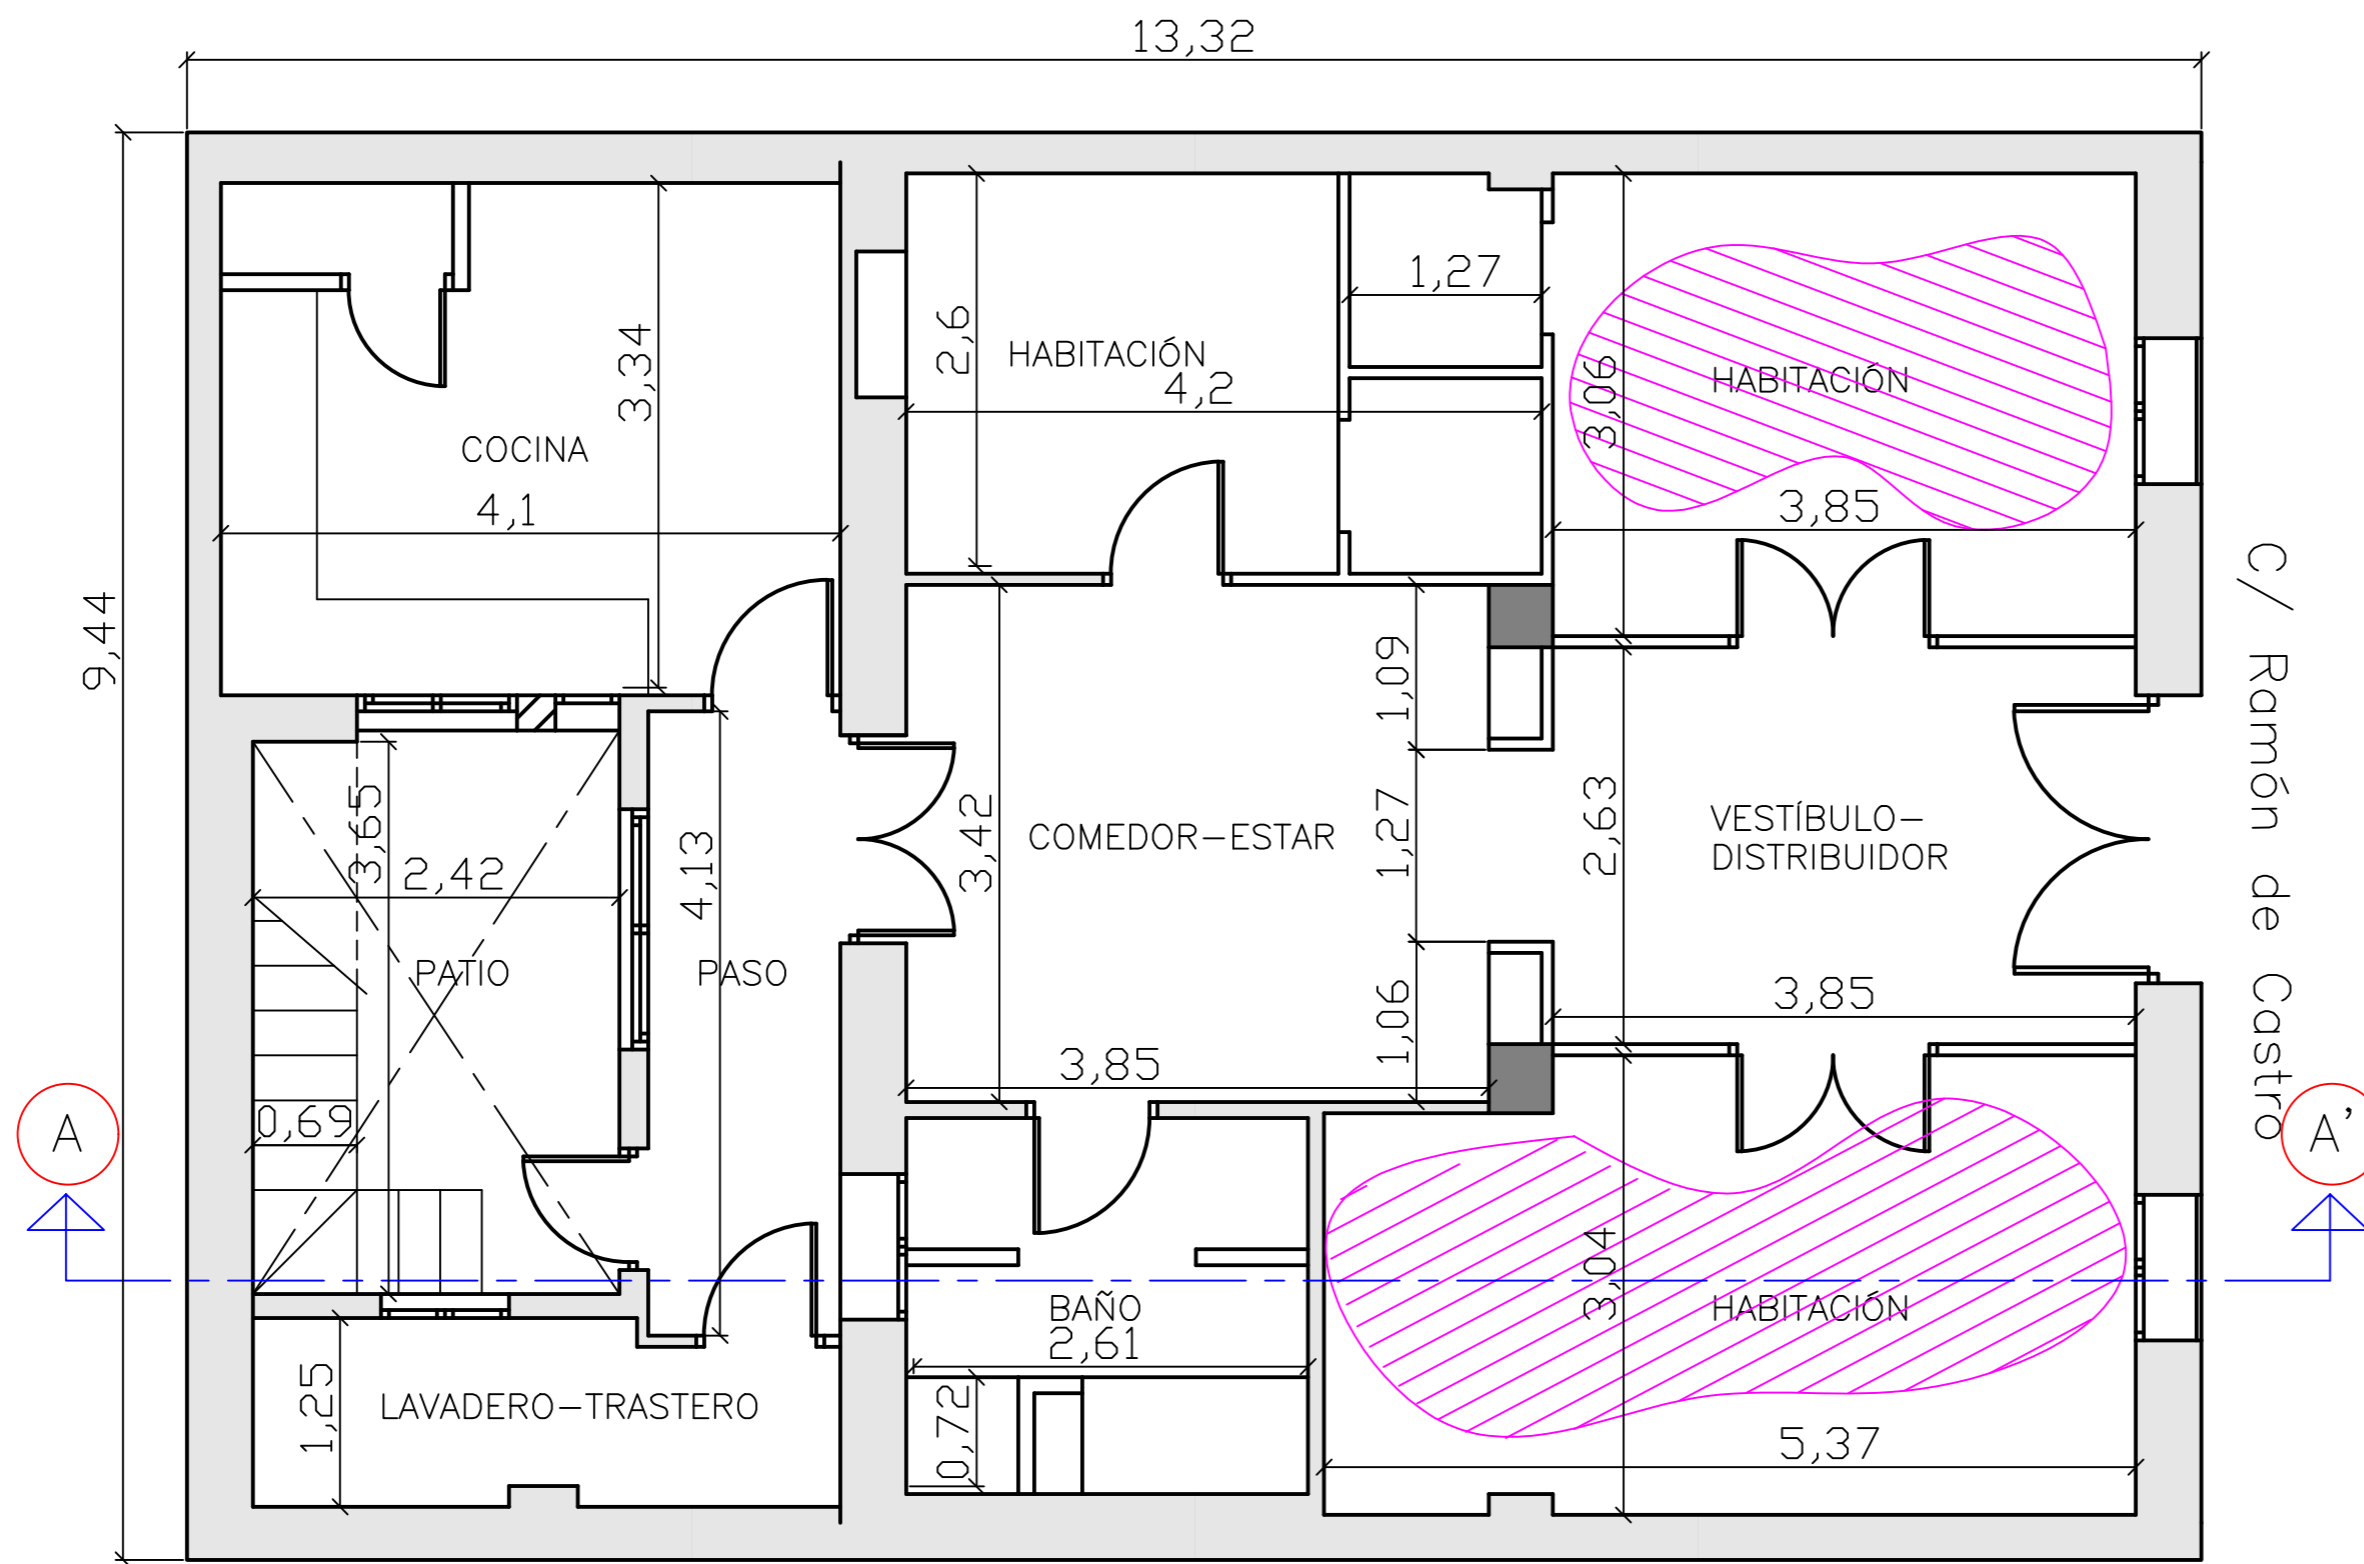 13,32
9,44
1,27
2,6
HABITACIÓN
4,2
3,34
COCINA
4,1
3,06
HABITACIÓN
3,85
C/ Ramón de Castro
1,09
1,27
1,06
3,42
COMEDOR-ESTAR
3,85
2,63
VESTÍBULO-
DISTRIBUIDOR
3,85
3,65
2,42
4,13
PATIO
PASO
0,69
A
A'
3,04
HABITACIÓN
5,37
BAÑO
2,61
0,72
1,25
LAVADERO-TRASTERO